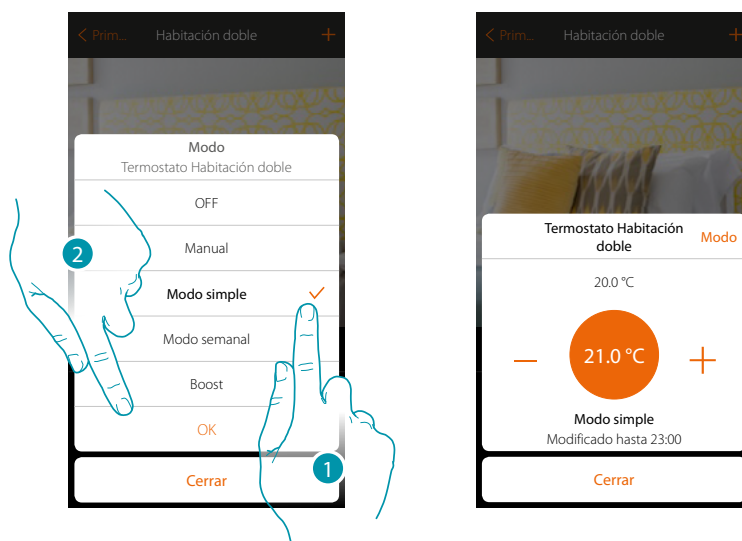 < Prim... Habitación doble +
Modo
Termostato Habitación doble
OFF
Manual
2
Modo simple
Modo semanal
Boost
OK
Cerrar
1
< Prim... Habitación doble +
Termostato Habitación
doble
Modo
20.0 °C
— 21.0 °C +
Modo simple
Modificado hasta 23:00
Cerrar